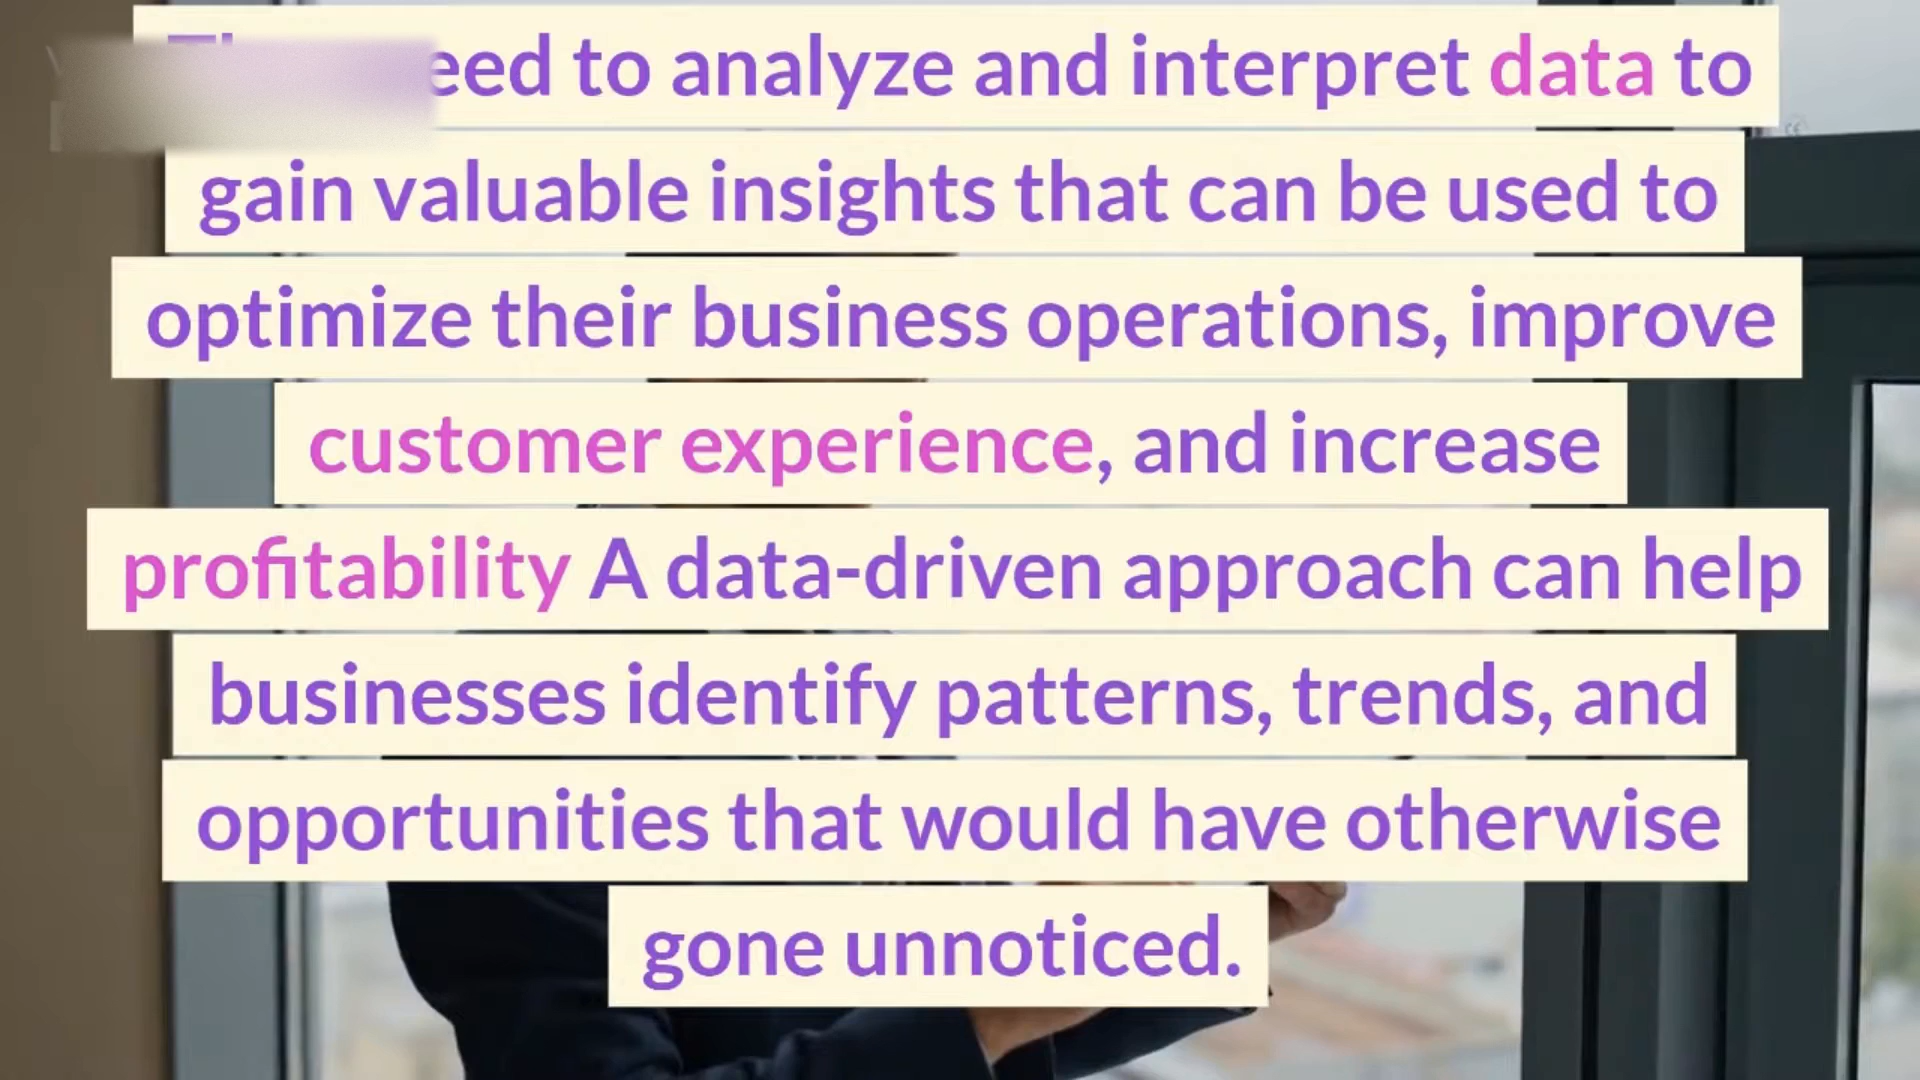 to analyze and interpret data to
gain valuable insights that can be used to
optimize their business operations, improve
customer experience, and increase
profitability A data-driven approach can help
businesses identify patterns, trends, and
opportunities that would have otherwise
gone unnoticed.